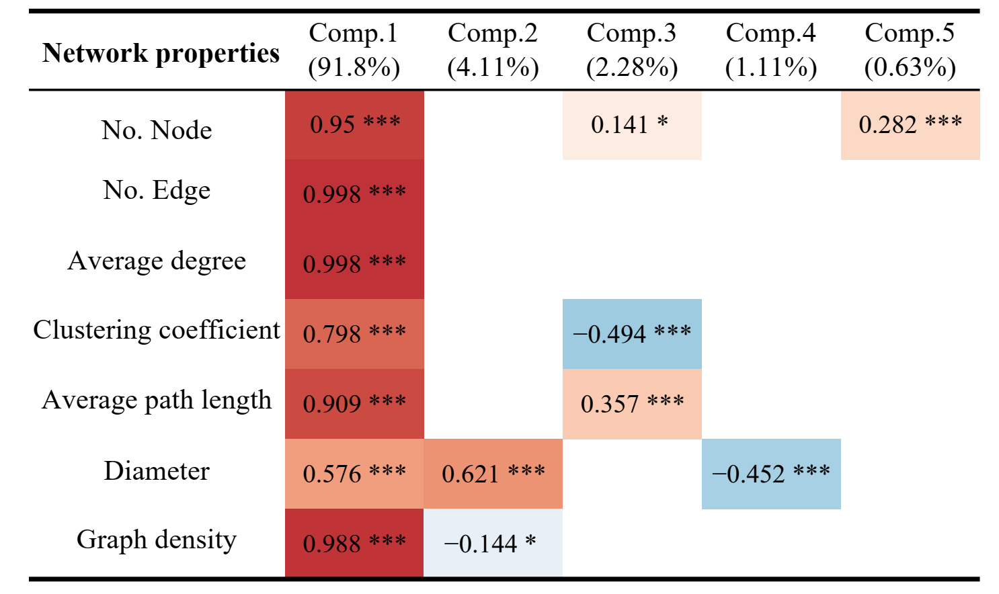 Network properties Comp.1 Comp.2 Comp.3 Comp.4 Comp.5
(91.8%) (4.11%) (2.28%) (1.11%) (0.63%)
No. Node 0.95 *** 0.141 * 0.282 ***
No. Edge 0.998 ***
Average degree 0.998 ***
Clustering coefficient 0.798 *** −0.494 ***
Average path length 0.909 *** 0.357 ***
Diameter 0.576 *** 0.621 *** −0.452 ***
Graph density 0.988 *** −0.144 *